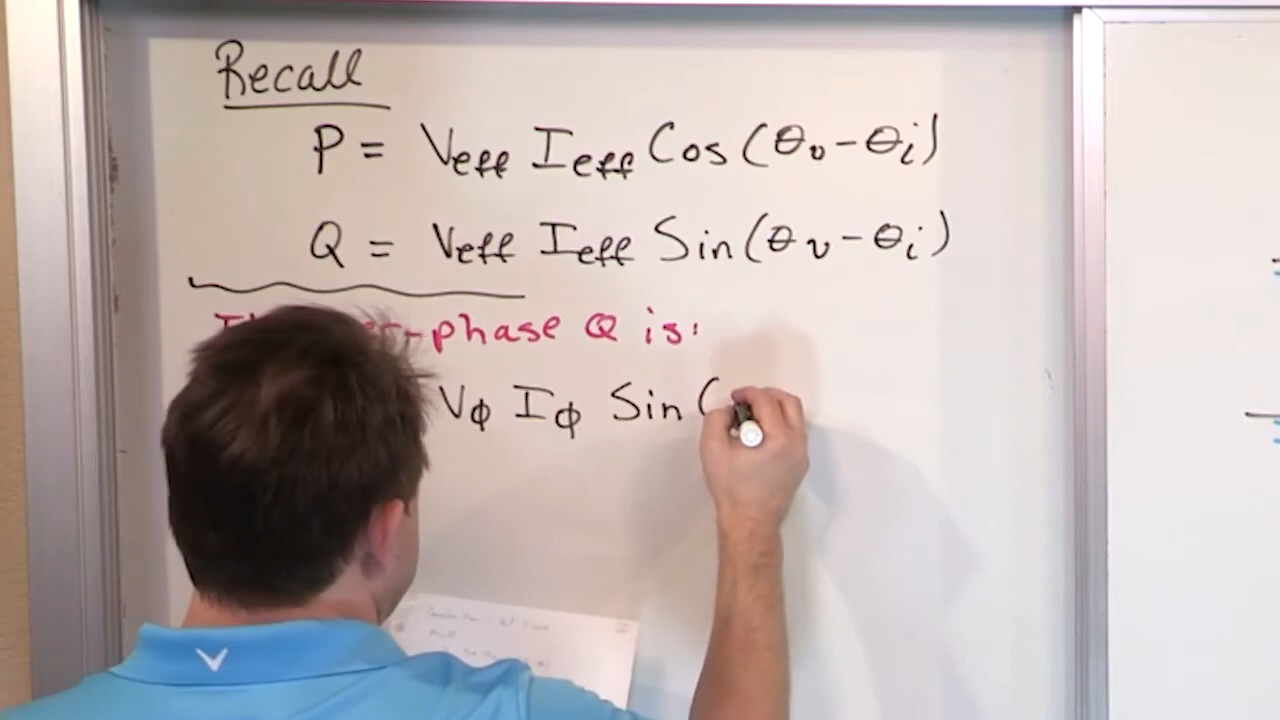 Recall
P = Veff Ieff Cos(θv-θi)
Q = Veff Ieff Sin(θv-θi)
-phase Q is:
Vϕ Iϕ Sin(